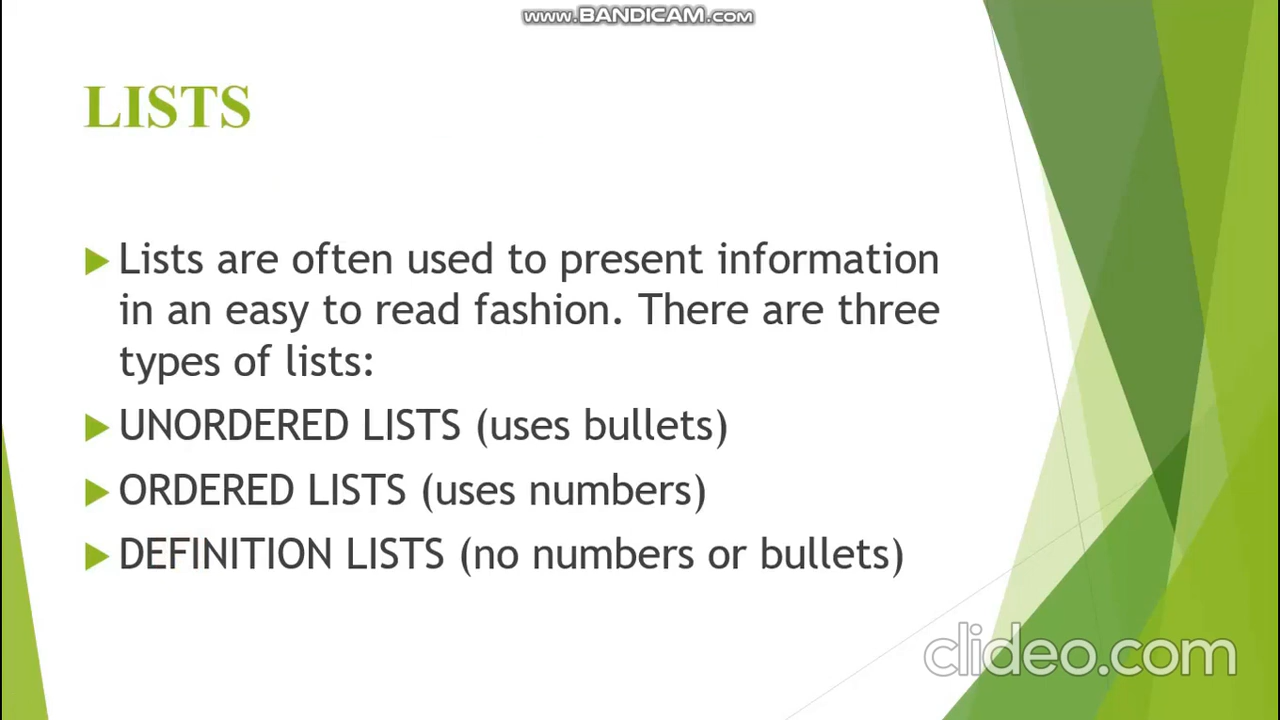 www.BANDICAM.com
LISTS
Lists are often used to present information
in an easy to read fashion. There are three
types of lists:
UNORDERED LISTS (uses bullets)
ORDERED LISTS (uses numbers)
DEFINITION LISTS (no numbers or bullets)
clideo.com